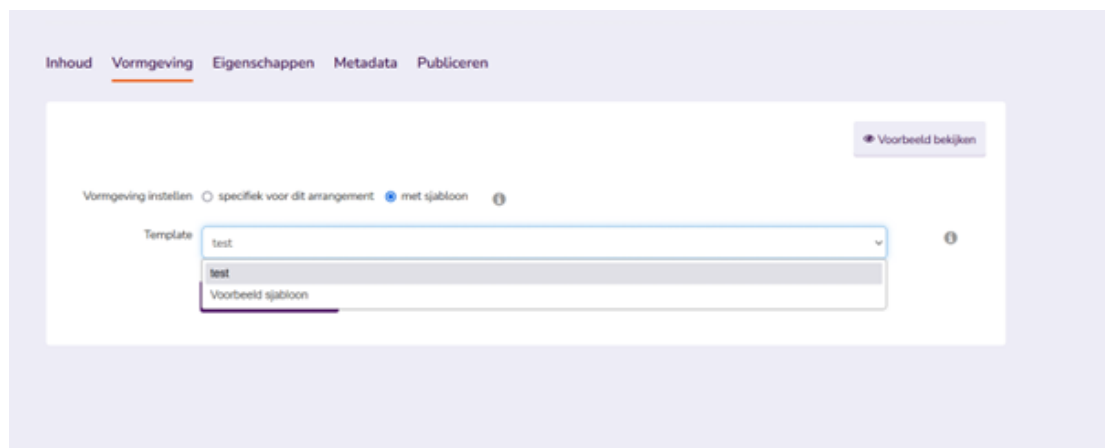 Inhoud Vormgeving Eigenschappen Metadata Publiceren
Voorbeeld bekijken
Vormgeving instellen specifiek voor dit arrangement met sjabloon
Template test
test
Voorbeeld sjabloon